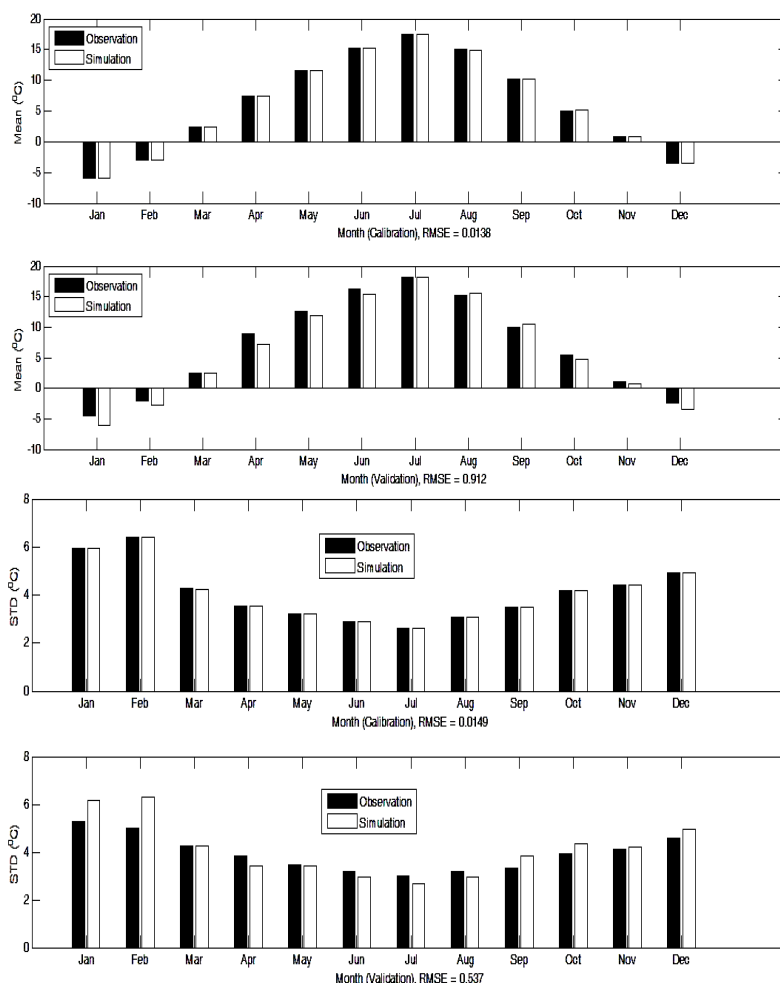 20
15
10
5
0
-5
-10
Mean (⁰C)
Observation
Simulation
Jan Feb Mar Apr May Jun Jul Aug Sep Oct Nov Dec
Month (Calibration), RMSE = 0.0138
20
15
10
5
0
-5
-10
Mean (⁰C)
Observation
Simulation
Jan Feb Mar Apr May Jun Jul Aug Sep Oct Nov Dec
Month (Validation), RMSE = 0.912
8
6
4
2
0
STD (⁰C)
Observation
Simulation
Jan Feb Mar Apr May Jun Jul Aug Sep Oct Nov Dec
Month (Calibration), RMSE = 0.0149
8
6
4
2
0
STD (⁰C)
Observation
Simulation
Jan Feb Mar Apr May Jun Jul Aug Sep Oct Nov Dec
Month (Validation), RMSE = 0.537